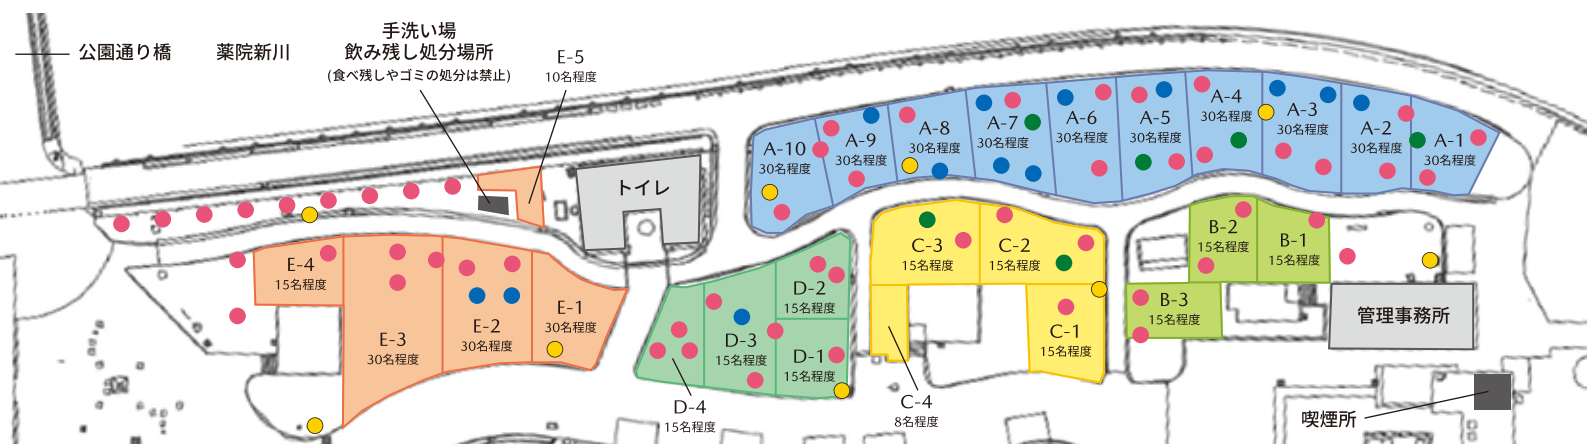 公園通り橋
薬院新川
手洗い場
飲み残し処分場所
(食べ残しやゴミの処分は禁止)
E-5
10名程度
トイレ
A-10
30名程度
A-9
30名程度
A-8
30名程度
A-7
30名程度
A-6
30名程度
A-5
30名程度
A-4
30名程度
A-3
30名程度
A-2
30名程度
A-1
30名程度
E-4
15名程度
E-3
30名程度
E-2
30名程度
E-1
30名程度
D-4
15名程度
D-3
15名程度
D-2
15名程度
D-1
15名程度
C-3
15名程度
C-2
15名程度
C-1
15名程度
C-4
8名程度
B-2
15名程度
B-1
15名程度
B-3
15名程度
管理事務所
喫煙所